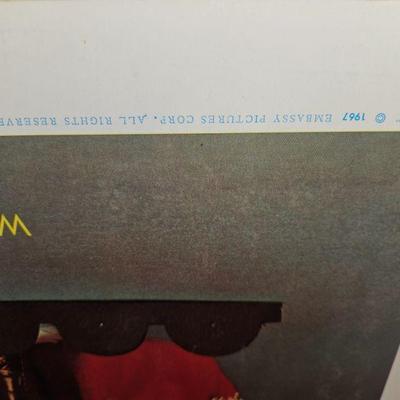 © 1967 EMBASSY PICTURES CORP. ALL RIGHTS RESERVE